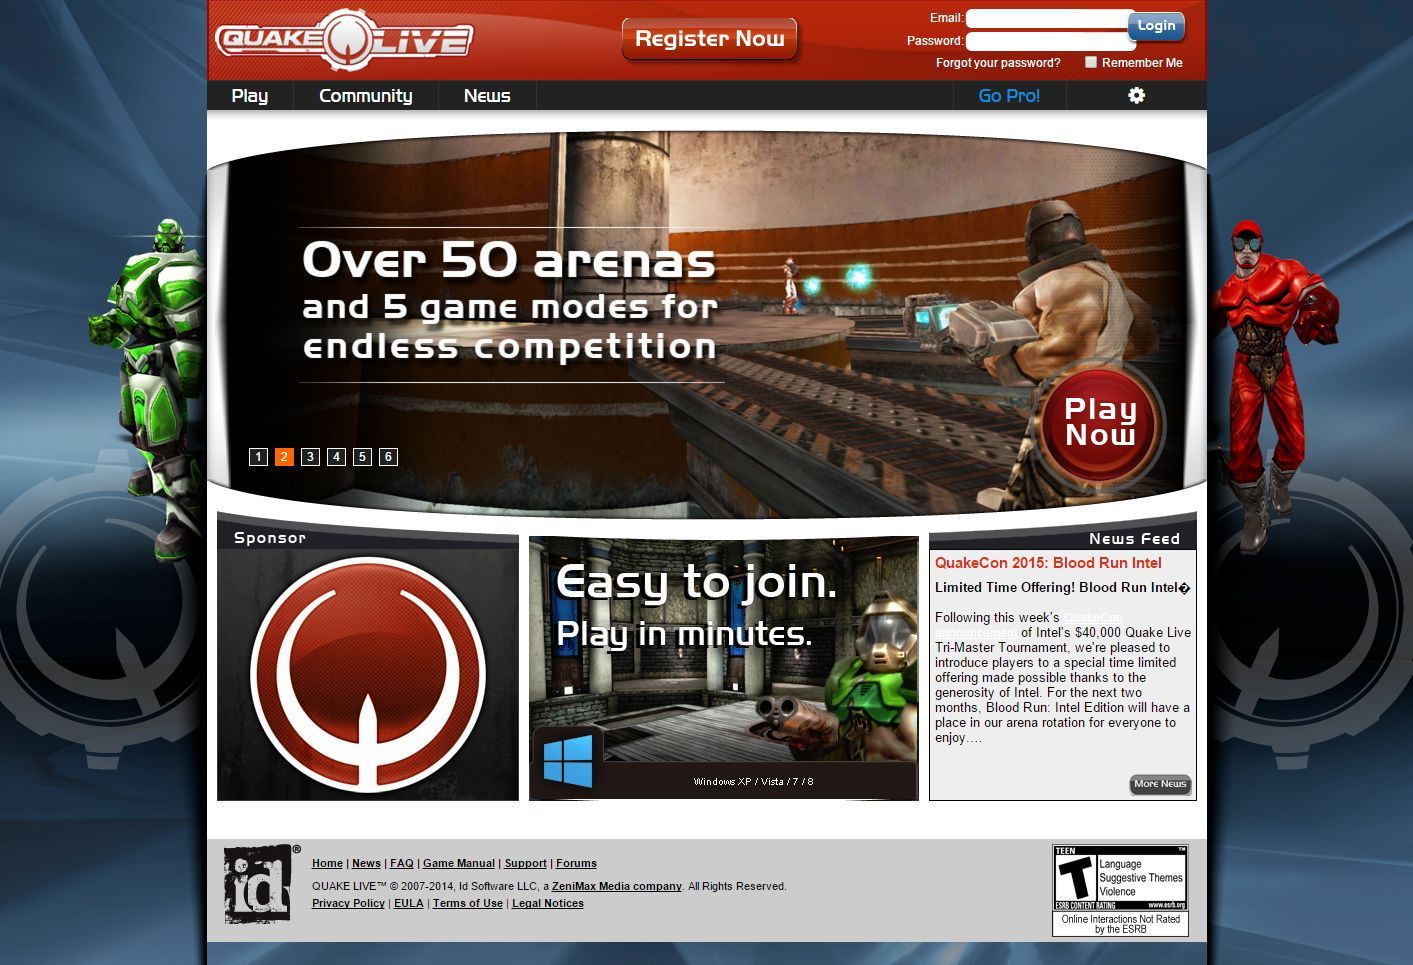 QUAKE LIVE
Register Now
Email:
Login
Password:
Forgot your password?
Remember Me
Play
Community
News
Go Pro!
Over 50 arenas
and 5 game modes for
endless competition
Play
Now
1 2 3 4 5 6
Sponsor
Easy to join.
Play in minutes.
Windows XP / Vista / 7 / 8
News Feed
QuakeCon 2015: Blood Run Intel
Limited Time Offering! Blood Run Intel�
Following this week's QuakeCon
announcement of Intel's $40,000 Quake Live
Tri-Master Tournament, we're pleased to
introduce players to a special time limited
offering made possible thanks to the
generosity of Intel. For the next two
months, Blood Run: Intel Edition will have a
place in our arena rotation for everyone to
enjoy....
More News
id®
Home | News | FAQ | Game Manual | Support | Forums
QUAKE LIVE™ © 2007-2014, Id Software LLC, a ZeniMax Media company. All Rights Reserved.
Privacy Policy | EULA | Terms of Use | Legal Notices
TEEN ™
T
Language
Suggestive Themes
Violence
ESRB CONTENT RATING www.esrb.org
Online Interactions Not Rated
by the ESRB